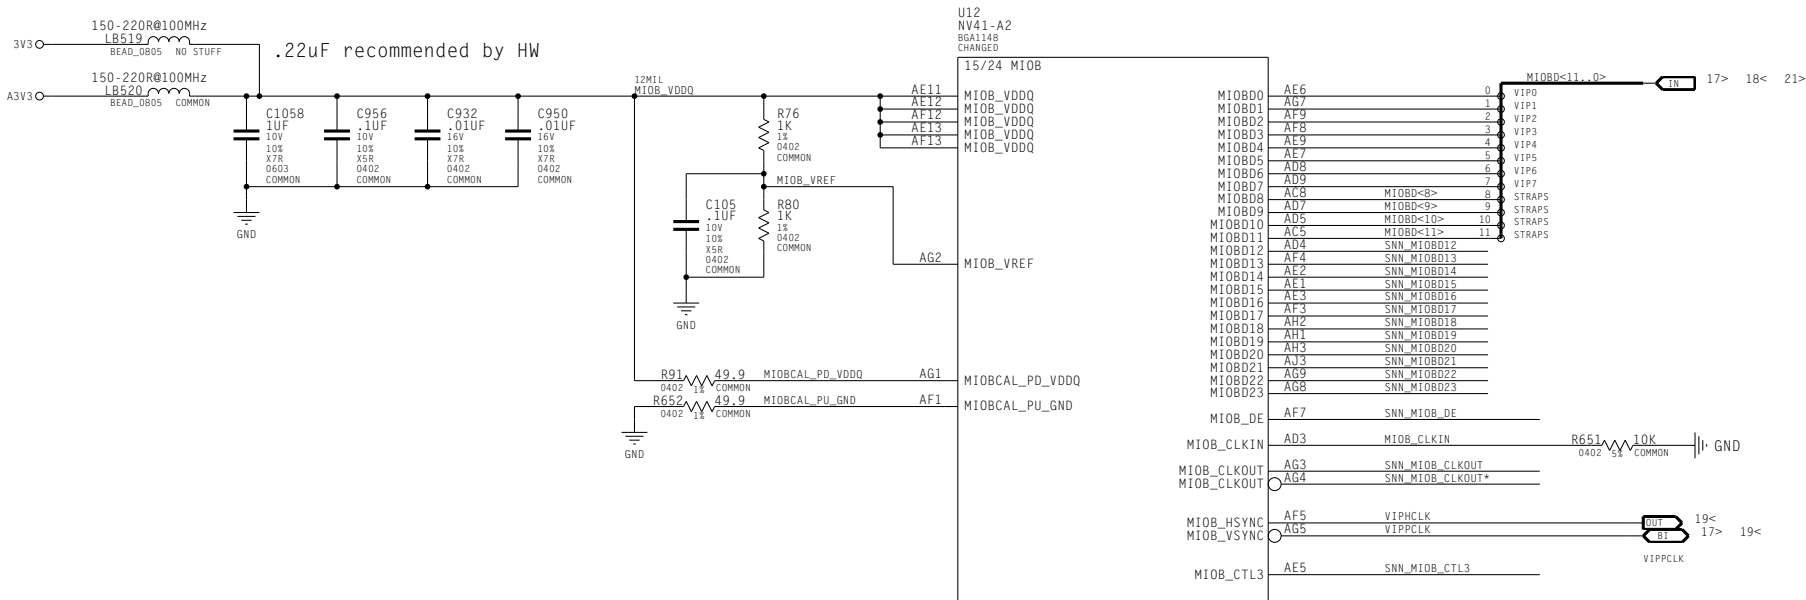 U12
NV41-A2
BGA1148
CHANGED
15/24 MIOB
150-220R@100MHz
3V3
LB519
BEAD_0805 NO STUFF
.22uF recommended by HW
150-220R@100MHz
A3V3
LB520
BEAD_0805 COMMON
12MIL
MIOB_VDDQ
C1058
1UF
10V
10%
X7R
0603
COMMON
C956
.1UF
10V
10%
X5R
0402
COMMON
C932
.01UF
16V
10%
X7R
0402
COMMON
C950
.01UF
16V
10%
X7R
0402
COMMON
GND
R76
1K
1%
0402
COMMON
MIOB_VREF
C105
.1UF
10V
10%
X5R
0402
COMMON
R80
1K
1%
0402
COMMON
GND
AE11 MIOB_VDDQ
AE12 MIOB_VDDQ
AF12 MIOB_VDDQ
AE13 MIOB_VDDQ
AF13 MIOB_VDDQ
AG2 MIOB_VREF
R91 49.9 MIOBCAL_PD_VDDQ AG1 MIOBCAL_PD_VDDQ
0402 1% COMMON
R652 49.9 MIOBCAL_PU_GND AF1 MIOBCAL_PU_GND
0402 1% COMMON
GND
MIOBD<11..0> IN 17> 18< 21>
MIOBD0 AE6 0 VIP0
MIOBD1 AG7 1 VIP1
MIOBD2 AF9 2 VIP2
MIOBD3 AF8 3 VIP3
MIOBD4 AE9 4 VIP4
MIOBD5 AE7 5 VIP5
MIOBD6 AD8 6 VIP6
MIOBD7 AD9 7 VIP7
MIOBD8 AC8 MIOBD<8> 8 STRAPS
MIOBD9 AD7 MIOBD<9> 9 STRAPS
MIOBD10 AD5 MIOBD<10> 10 STRAPS
MIOBD11 AC5 MIOBD<11> 11 STRAPS
MIOBD12 AD4 SNN_MIOBD12
MIOBD13 AF4 SNN_MIOBD13
MIOBD14 AE2 SNN_MIOBD14
MIOBD15 AE1 SNN_MIOBD15
MIOBD16 AE3 SNN_MIOBD16
MIOBD17 AF3 SNN_MIOBD17
MIOBD18 AH2 SNN_MIOBD18
MIOBD19 AH1 SNN_MIOBD19
MIOBD20 AH3 SNN_MIOBD20
MIOBD21 AJ3 SNN_MIOBD21
MIOBD22 AG9 SNN_MIOBD22
MIOBD23 AG8 SNN_MIOBD23
MIOB_DE AF7 SNN_MIOB_DE
MIOB_CLKIN AD3 MIOB_CLKIN R651 10K GND
0402 5% COMMON
MIOB_CLKOUT AG3 SNN_MIOB_CLKOUT
MIOB_CLKOUT AG4 SNN_MIOB_CLKOUT*
MIOB_HSYNC AF5 VIPHCLK OUT 19<
MIOB_VSYNC AG5 VIPPCLK BI 17> 19<
VIPPCLK
MIOB_CTL3 AE5 SNN_MIOB_CTL3